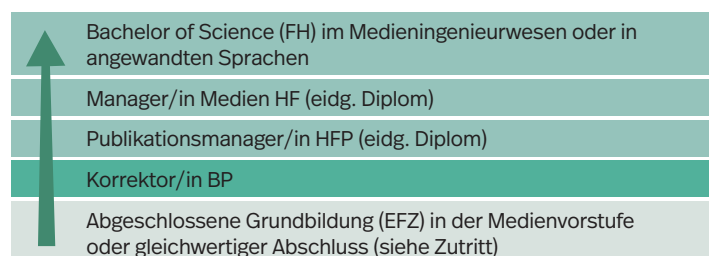 Bachelor of Science (FH) im Medieningenieurwesen oder in
angewandten Sprachen
Manager/in Medien HF (eidg. Diplom)
Publikationsmanager/in HFP (eidg. Diplom)
Korrektor/in BP
Abgeschlossene Grundbildung (EFZ) in der Medienvorstufe
oder gleichwertiger Abschluss (siehe Zutritt)